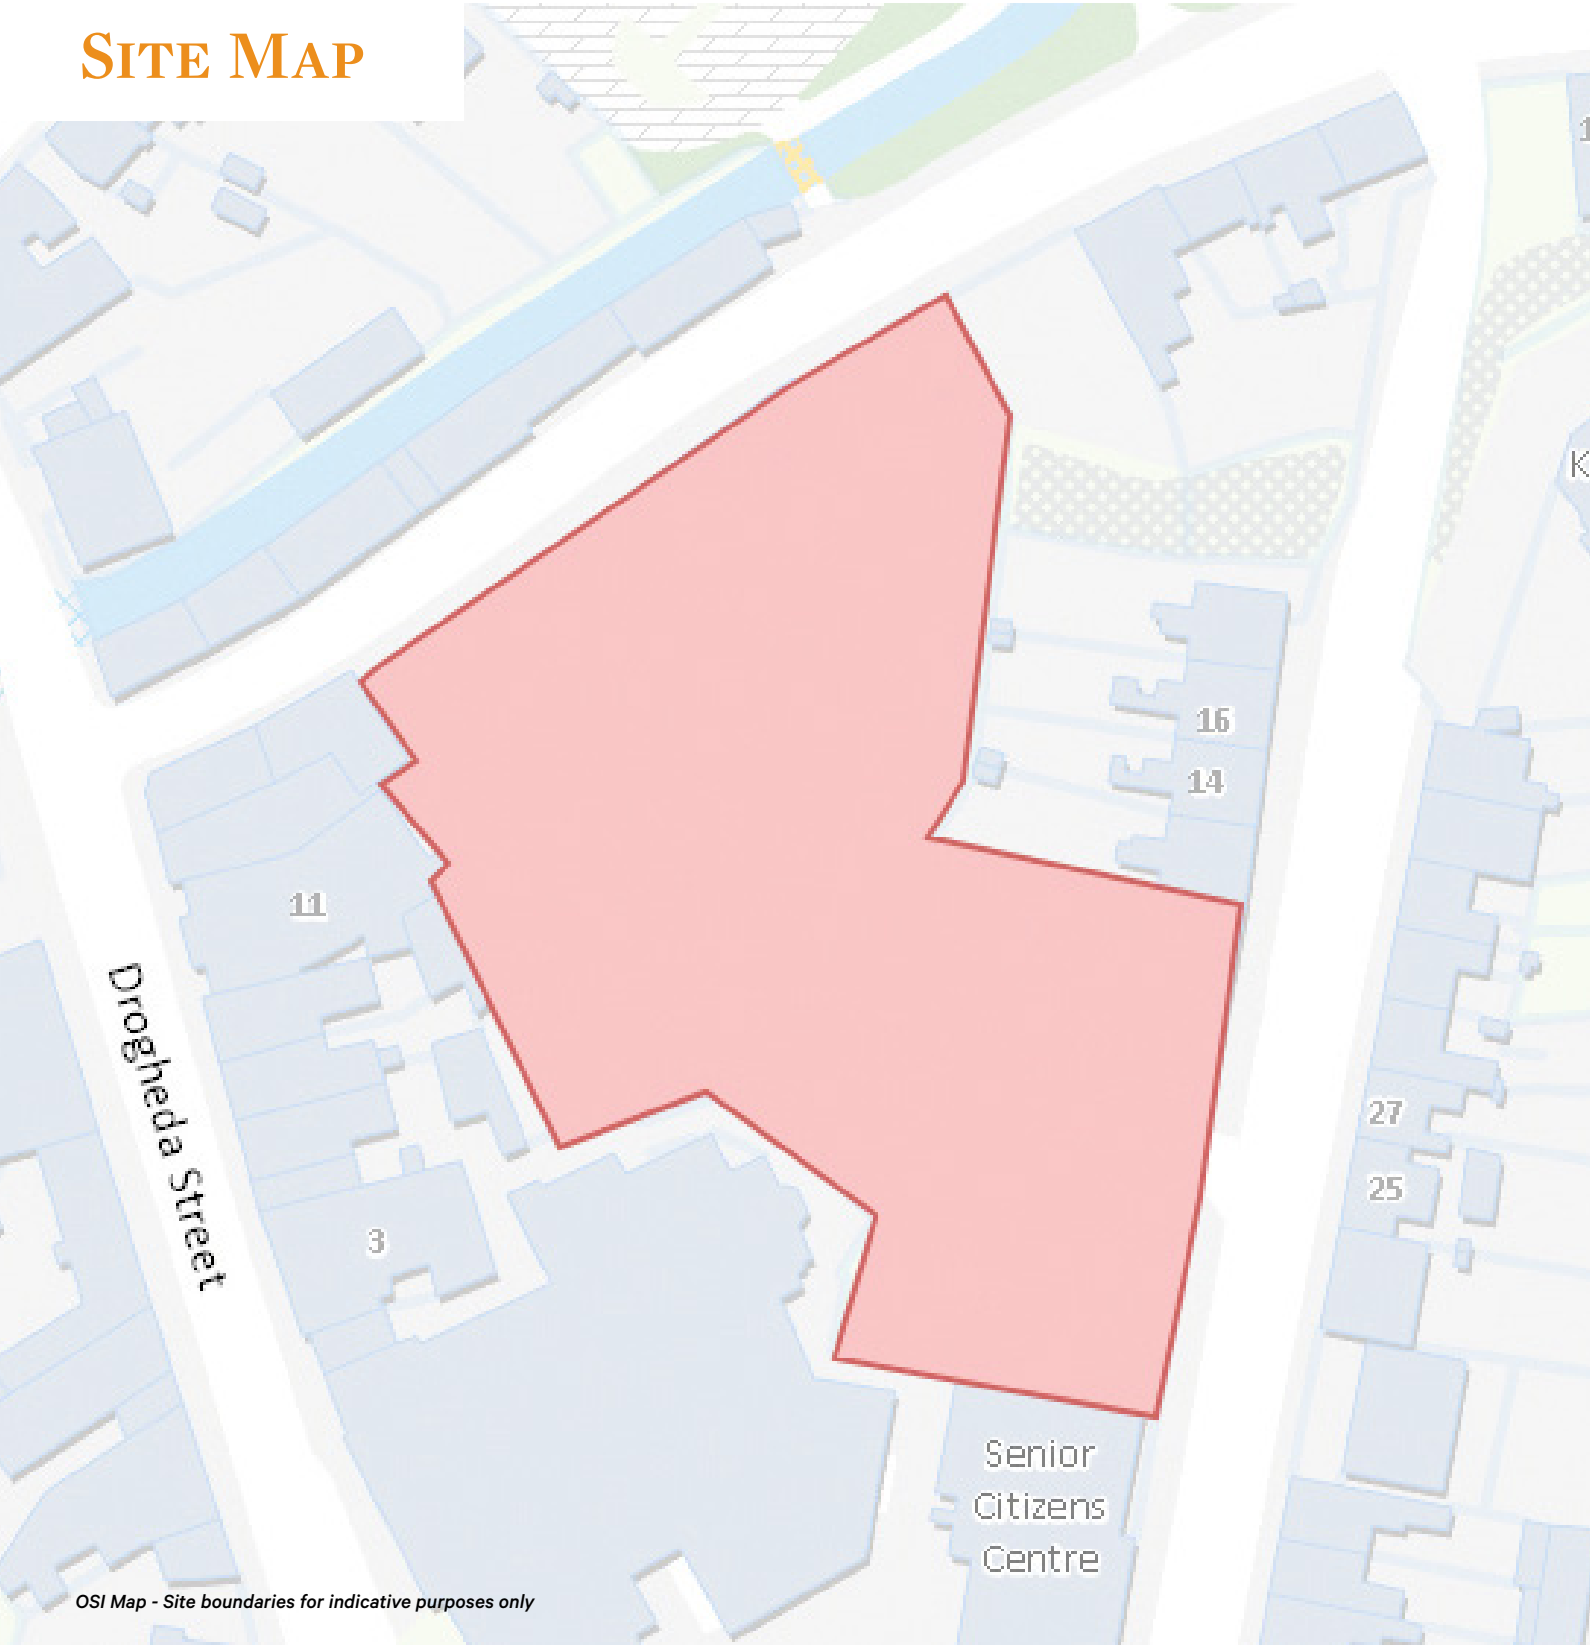 SITE MAP
16
14
11
Drogheda Street
27
25
3
Senior
Citizens
Centre
OSI Map - Site boundaries for indicative purposes only